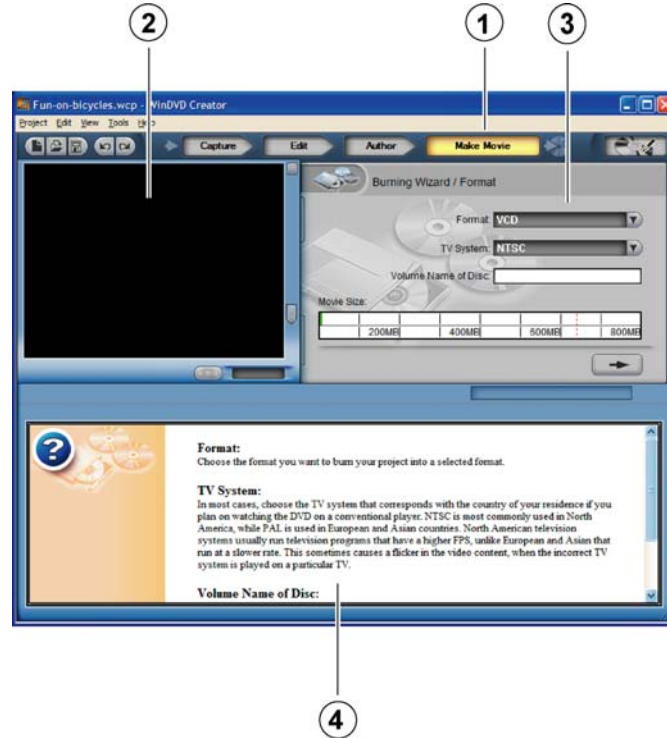 2
1
3
Fun-on-bicycles.wcp - WinDVD Creator
Project Edit View Tools Help
Capture
Edit
Author
Make Movie
Burning Wizard / Format
Format: VCD
TV System: NTSC
Volume Name of Disc:
Movie Size:
200MB 400MB 600MB 800MB
Format:
Choose the format you want to burn your project into a selected format.
TV System:
In most cases, choose the TV system that corresponds with the country of your residence if you
plan on watching the DVD on a conventional player. NTSC is most commonly used in North
America, while PAL is used in European and Asian countries. North American television
systems usually run television programs that have a higher FPS, unlike European and Asian that
run at a slower rate. This sometimes causes a flicker in the video content, when the incorrect TV
system is played on a particular TV.
Volume Name of Disc:
4